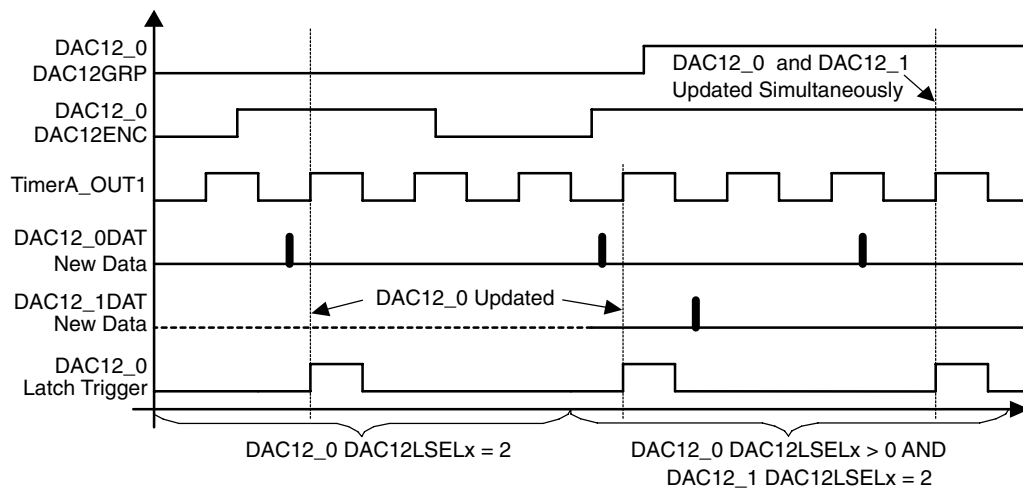 DAC12_0
DAC12GRP
DAC12_0 and DAC12_1
Updated Simultaneously
DAC12_0
DAC12ENC
TimerA_OUT1
DAC12_0DAT
New Data
DAC12_1DAT
New Data
DAC12_0 Updated
DAC12_0
Latch Trigger
DAC12_0 DAC12LSELx = 2
DAC12_0 DAC12LSELx > 0 AND
DAC12_1 DAC12LSELx = 2